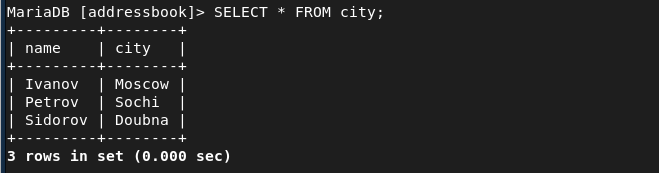 MariaDB [addressbook]> SELECT * FROM city;
+---------+--------+
| name    | city   |
+---------+--------+
| Ivanov  | Moscow |
| Petrov  | Sochi  |
| Sidorov | Doubna |
+---------+--------+
3 rows in set (0.000 sec)